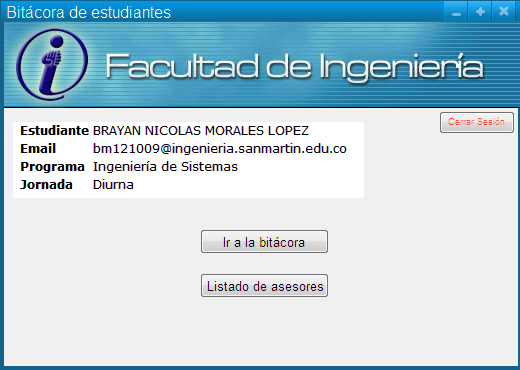 Bitácora de estudiantes
Facultad de Ingeniería
Cerrar Sesión
Estudiante BRAYAN NICOLAS MORALES LOPEZ
Email bm121009@ingenieria.sanmartin.edu.co
Programa Ingeniería de Sistemas
Jornada Diurna
Ir a la bitácora
Listado de asesores